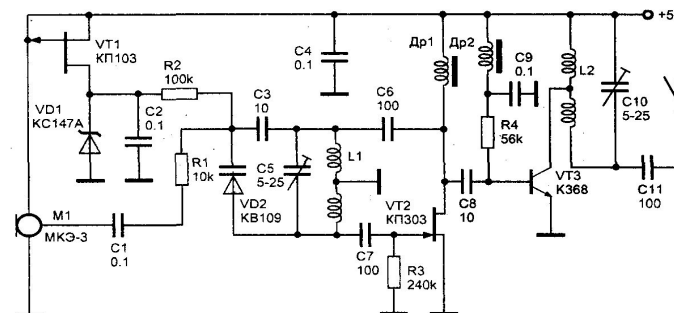 +5
VT1
КП103
R2
100k
C4
0.1
Др1
Др2
C9
0.1
L2
C10
5-25
VD1
КС147А
C2
0.1
C3
10
C6
100
R4
56k
R1
10k
C5
5-25
L1
VD2
КВ109
VT2
КП303
C8
10
VT3
К368
C11
100
M1
МКЭ-3
C1
0.1
C7
100
R3
240k